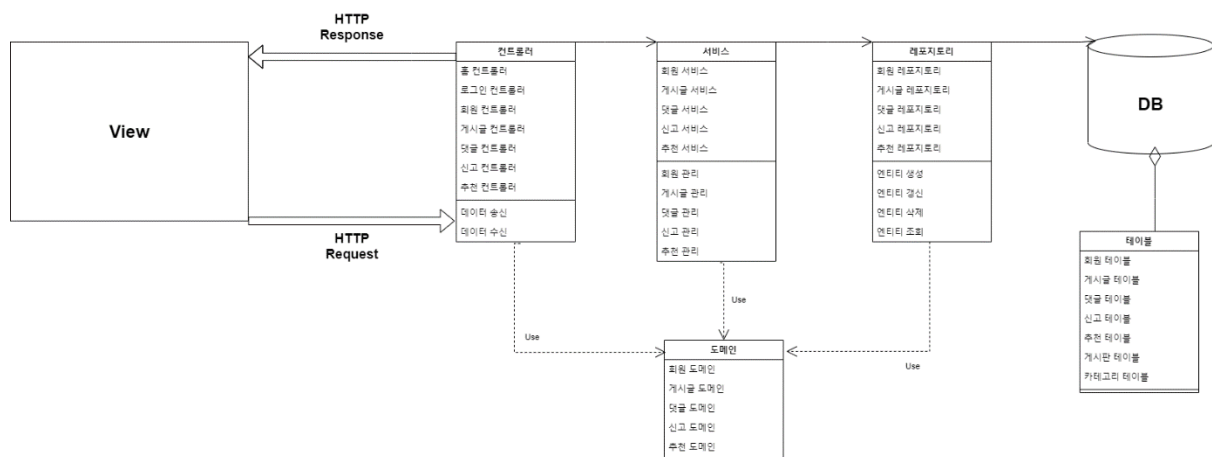 HTTP
Response
View
HTTP
Request
컨트롤러
홈 컨트롤러
로그인 컨트롤러
회원 컨트롤러
게시글 컨트롤러
댓글 컨트롤러
신고 컨트롤러
추천 컨트롤러
데이터 송신
데이터 수신
서비스
회원 서비스
게시글 서비스
댓글 서비스
신고 서비스
추천 서비스
회원 관리
게시글 관리
댓글 관리
신고 관리
추천 관리
레포지토리
회원 레포지토리
게시글 레포지토리
댓글 레포지토리
신고 레포지토리
추천 레포지토리
엔티티 생성
엔티티 갱신
엔티티 삭제
엔티티 조회
DB
테이블
회원 테이블
게시글 테이블
댓글 테이블
신고 테이블
추천 테이블
게시판 테이블
카테고리 테이블
Use
Use
Use
도메인
회원 도메인
게시글 도메인
댓글 도메인
신고 도메인
추천 도메인